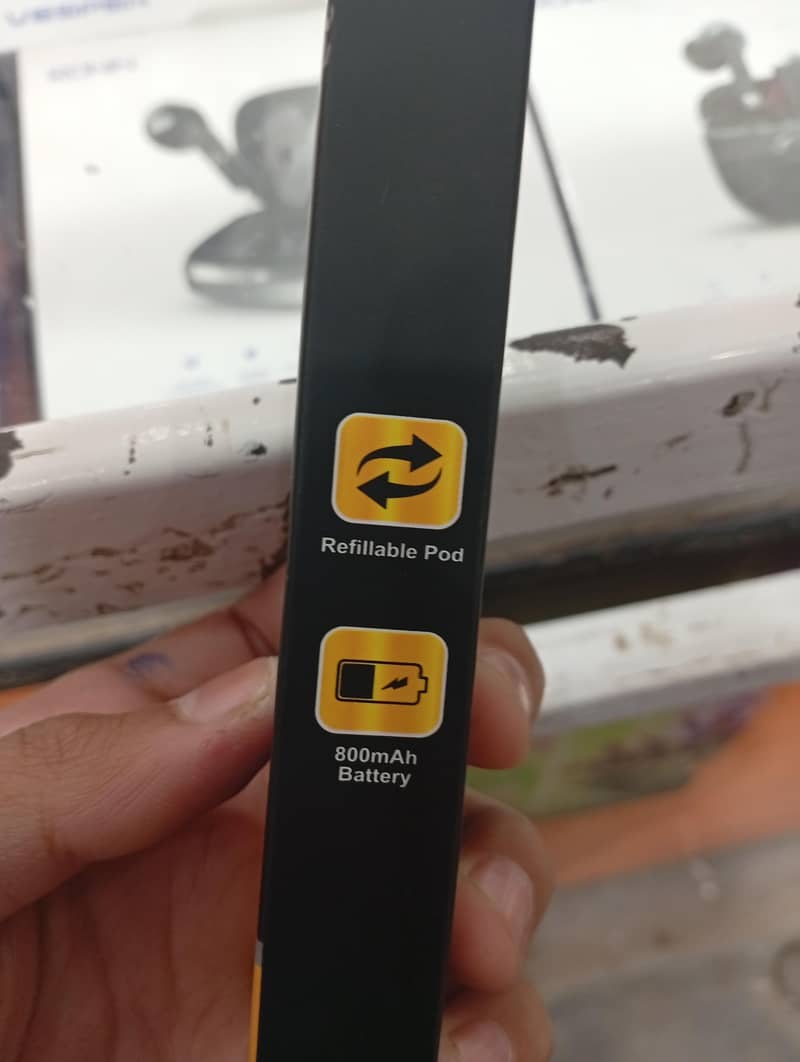 Refillable Pod
800mAh
Battery